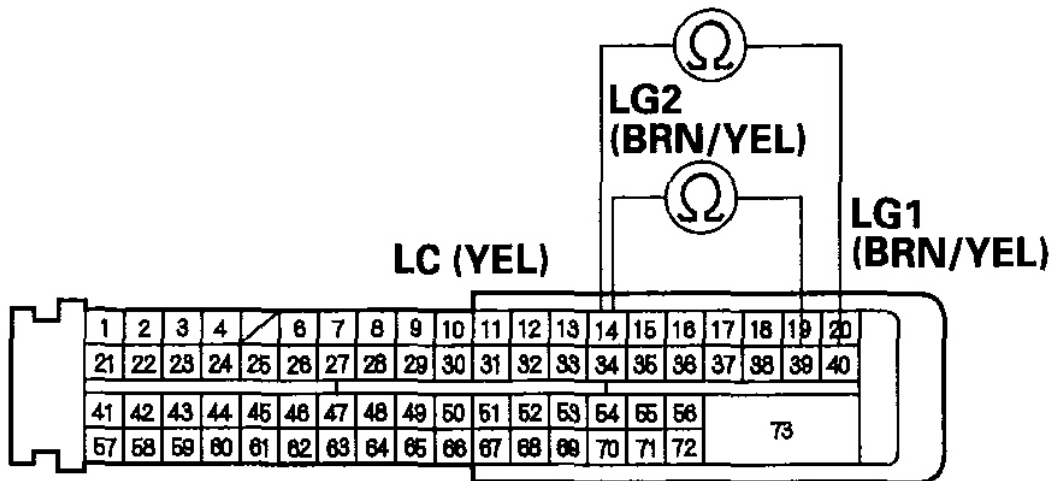 Ω
LG2
(BRN/YEL)
Ω
LG1
(BRN/YEL)
LC (YEL)
1 2 3 4 6 7 8 9 10 11 12 13 14 15 16 17 18 19 20
21 22 23 24 25 26 27 28 29 30 31 32 33 34 35 36 37 38 39 40
41 42 43 44 45 46 47 48 49 50 51 52 53 54 55 56
73
57 58 59 60 61 62 63 64 65 66 67 68 69 70 71 72